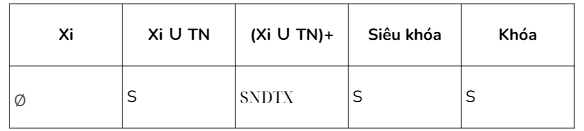 Xi Xi U TN (Xi U TN)+ Siêu khóa Khóa
Ø S SNDTX S S